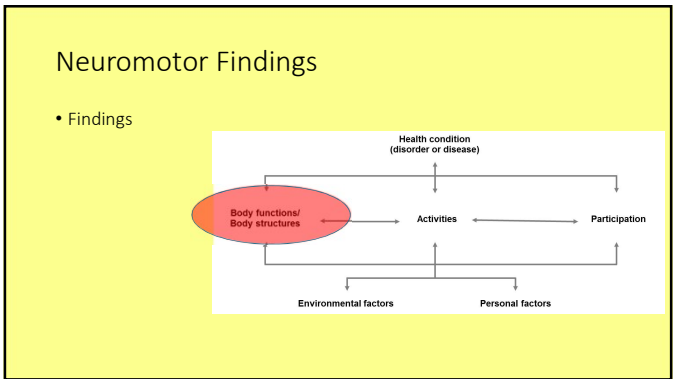 Neuromotor Findings
• Findings
Health condition
(disorder or disease)
Body functions/
Body structures
Activities
Participation
Environmental factors
Personal factors